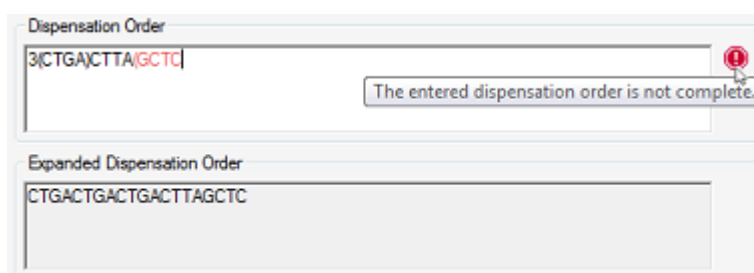 Dispensation Order
3(CTGA)CTTA(GCTC
The entered dispensation order is not complete.
Expanded Dispensation Order
CTGACTGACTGACTTAGCTC